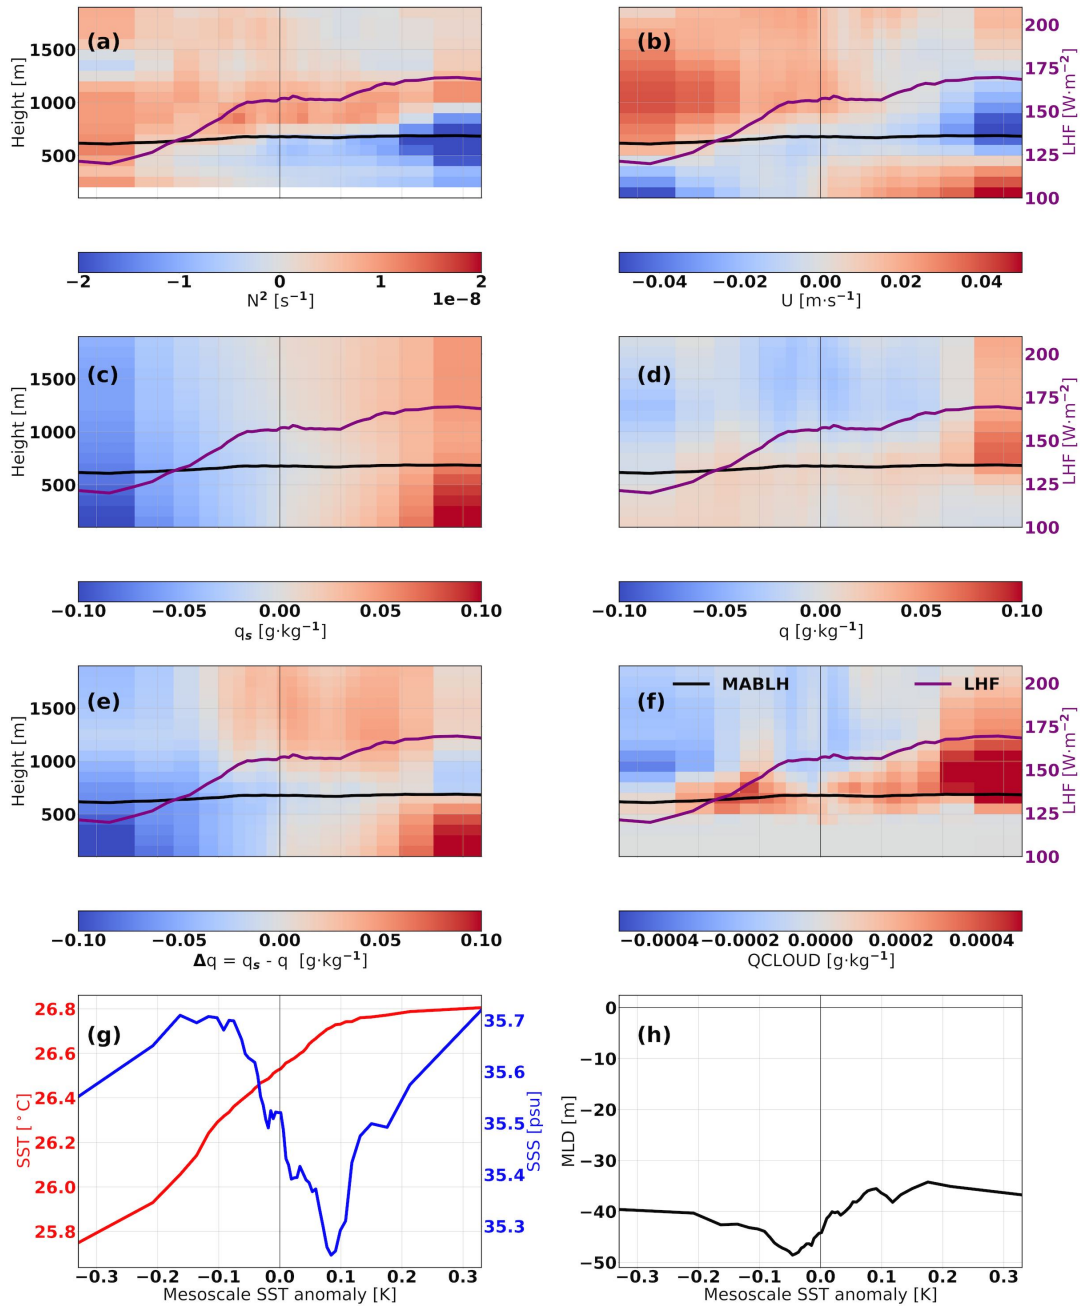 (a)
Height [m]
1500
1000
500
−2 −1 0 1 2
1e−8
N² [s⁻¹]
(b)
200
175
150
125
100
LHF [W·m⁻²]
−0.04 −0.02 0.00 0.02 0.04
U [m·s⁻¹]
(c)
Height [m]
1500
1000
500
−0.10 −0.05 0.00 0.05 0.10
qₛ [g·kg⁻¹]
(d)
200
175
150
125
100
LHF [W·m⁻²]
−0.10 −0.05 0.00 0.05 0.10
q [g·kg⁻¹]
(e)
Height [m]
1500
1000
500
−0.10 −0.05 0.00 0.05 0.10
Δq = qₛ - q [g·kg⁻¹]
(f)
MABLH LHF
200
175
150
125
100
LHF [W·m⁻²]
−0.0004 −0.0002 0.0000 0.0002 0.0004
QCLOUD [g·kg⁻¹]
(g)
SST [°C]
26.8
26.6
26.4
26.2
26.0
25.8
35.7
35.6
35.5
35.4
35.3
SSS [psu]
−0.3 −0.2 −0.1 0.0 0.1 0.2 0.3
Mesoscale SST anomaly [K]
(h)
MLD [m]
0
−10
−20
−30
−40
−50
−0.3 −0.2 −0.1 0.0 0.1 0.2 0.3
Mesoscale SST anomaly [K]